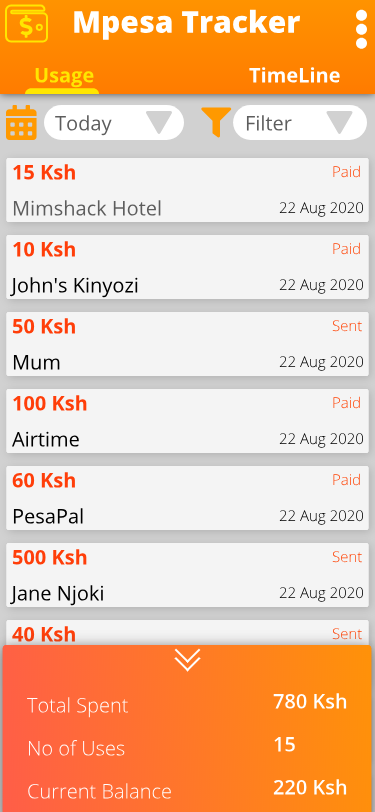 Mpesa Tracker
Usage TimeLine
Today Filter
15 Ksh Paid
Mimshack Hotel 22 Aug 2020
10 Ksh Paid
John's Kinyozi 22 Aug 2020
50 Ksh Sent
Mum 22 Aug 2020
100 Ksh Paid
Airtime 22 Aug 2020
60 Ksh Paid
PesaPal 22 Aug 2020
500 Ksh Sent
Jane Njoki 22 Aug 2020
40 Ksh Sent
Total Spent 780 Ksh
No of Uses 15
Current Balance 220 Ksh